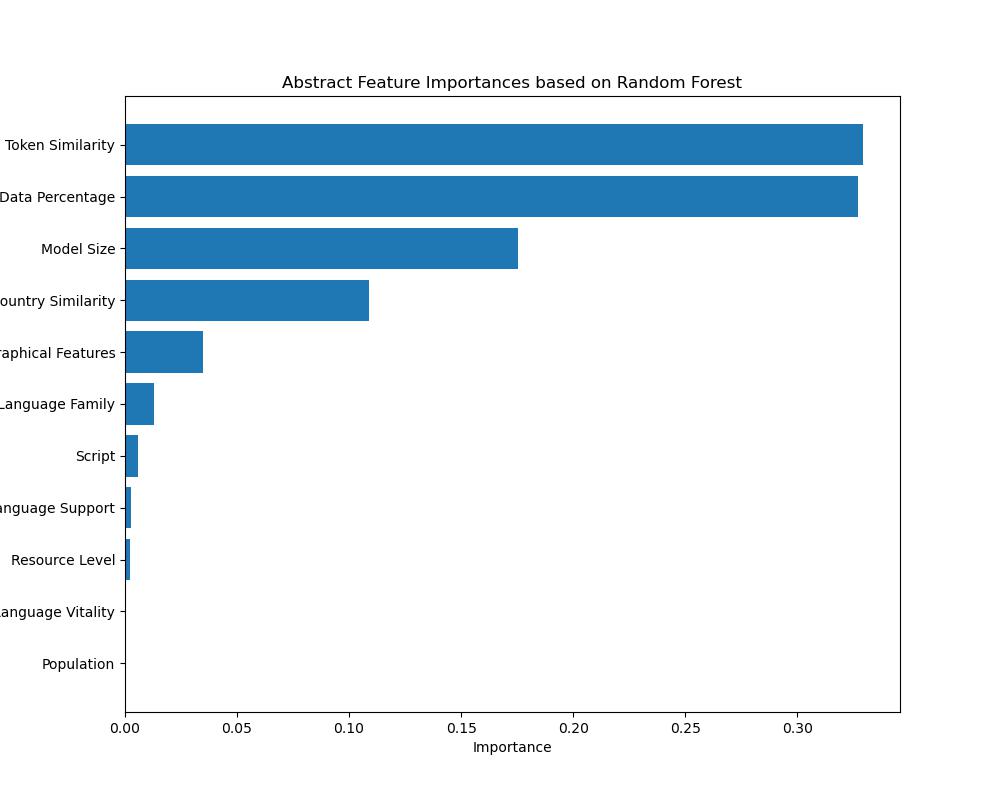 Abstract Feature Importances based on Random Forest
Token Similarity
Data Percentage
Model Size
ountry Similarity
raphical Features
Language Family
Script
anguage Support
Resource Level
Language Vitality
Population
0.00 0.05 0.10 0.15 0.20 0.25 0.30
Importance